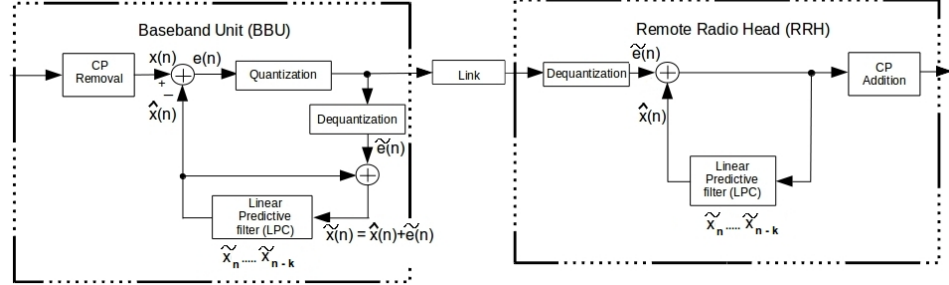 Baseband Unit (BBU)
CP
Removal
x(n)
+
−
x̂(n)
e(n)
Quantization
Dequantization
ẽ(n)
Linear
Predictive
filter (LPC)
x̃(n) = x̂(n)+ẽ(n)
x̃n ..... x̃n - k
Link
Remote Radio Head (RRH)
Dequantization
ẽ(n)
x̂(n)
CP
Addition
Linear
Predictive
filter (LPC)
x̃n ..... x̃n - k